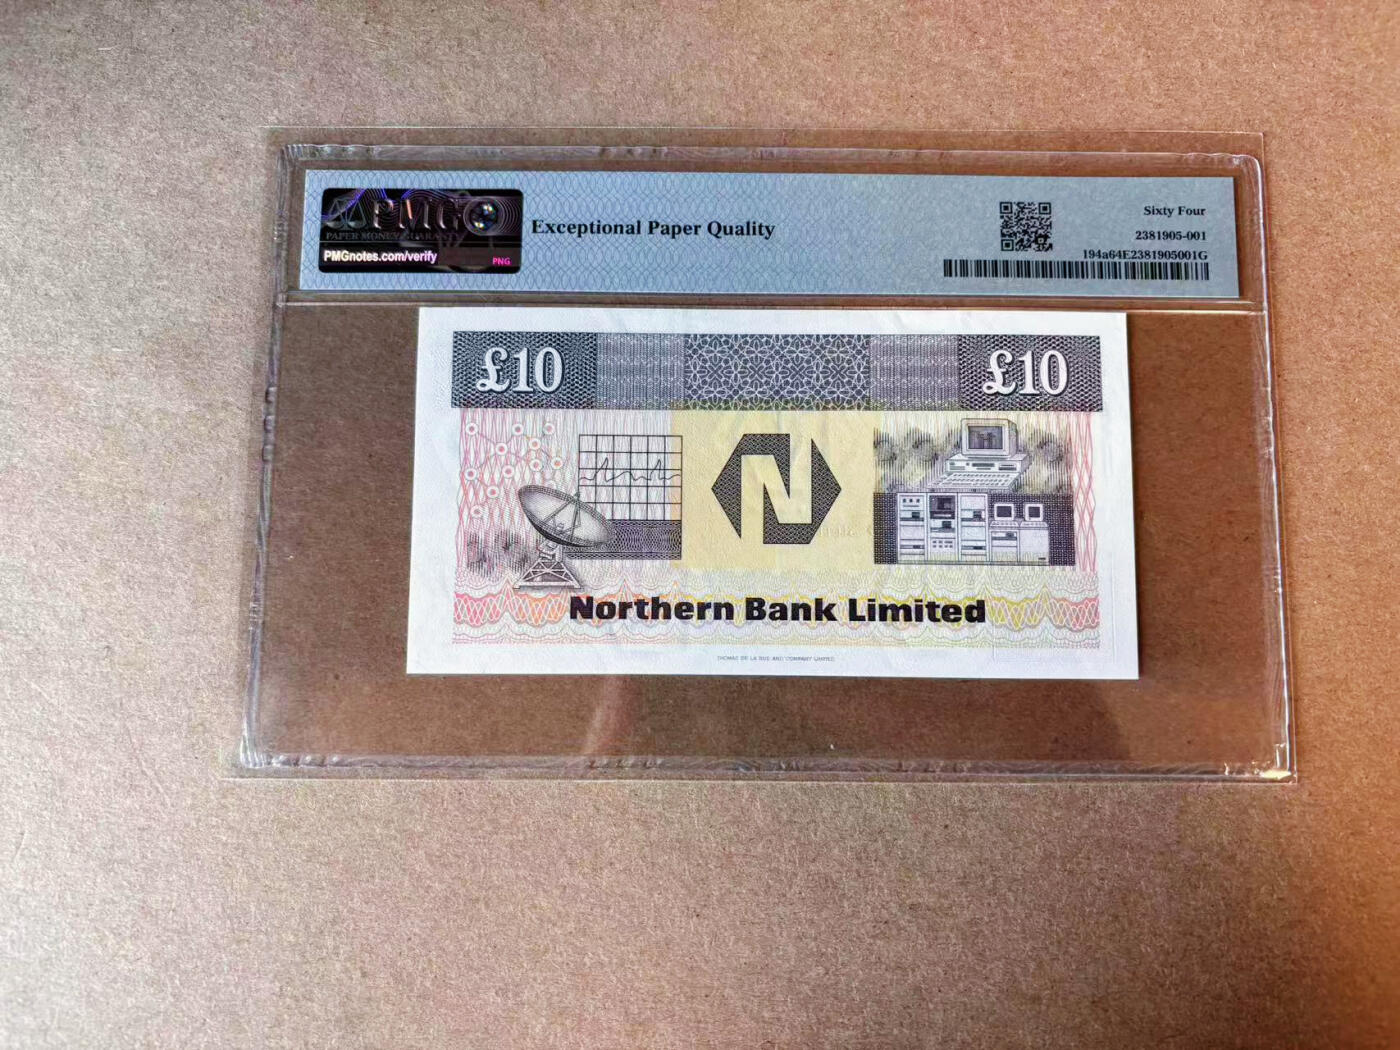 PMG
PAPER MONEY GUARANTY
PMGnotes.com/verify
PNG
Exceptional Paper Quality
Sixty Four
2381905-001
194a64E2381905001G
£10
£10
N
Northern Bank Limited
THOMAS DE LA RUE AND COMPANY LIMITED